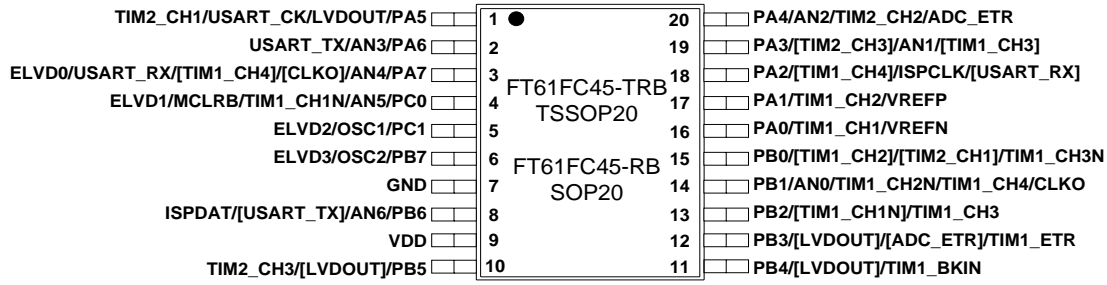 TIM2_CH1/USART_CK/LVDOUT/PA5 1 20 PA4/AN2/TIM2_CH2/ADC_ETR
USART_TX/AN3/PA6 2 19 PA3/[TIM2_CH3]/AN1/[TIM1_CH3]
ELVD0/USART_RX/[TIM1_CH4]/[CLKO]/AN4/PA7 3 18 PA2/[TIM1_CH4]/ISPCLK/[USART_RX]
FT61FC45-TRB
ELVD1/MCLRB/TIM1_CH1N/AN5/PC0 4 17 PA1/TIM1_CH2/VREFP
TSSOP20
ELVD2/OSC1/PC1 5 16 PA0/TIM1_CH1/VREFN
ELVD3/OSC2/PB7 6 15 PB0/[TIM1_CH2]/[TIM2_CH1]/TIM1_CH3N
FT61FC45-RB
GND 7 14 PB1/AN0/TIM1_CH2N/TIM1_CH4/CLKO
SOP20
ISPDAT/[USART_TX]/AN6/PB6 8 13 PB2/[TIM1_CH1N]/TIM1_CH3
VDD 9 12 PB3/[LVDOUT]/[ADC_ETR]/TIM1_ETR
TIM2_CH3/[LVDOUT]/PB5 10 11 PB4/[LVDOUT]/TIM1_BKIN